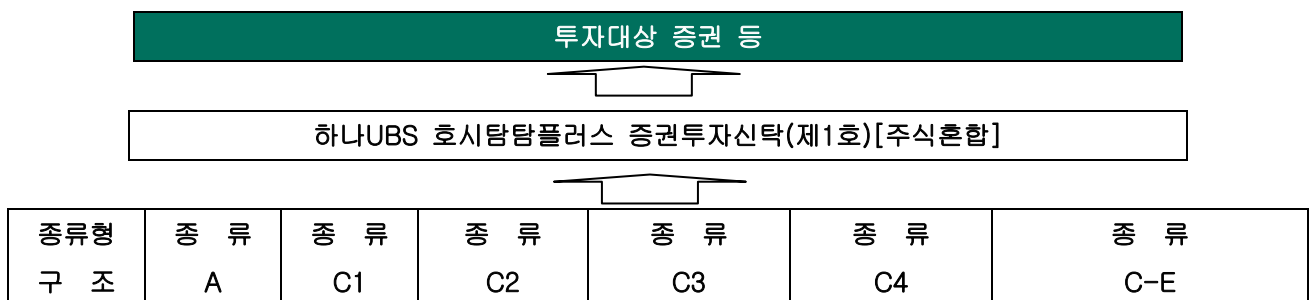 투자대상 증권 등
하나UBS 호시탐탐플러스 증권투자신탁(제1호)[주식혼합]
종류형 종 류 종 류 종 류 종 류 종 류 종 류
구 조 A C1 C2 C3 C4 C-E